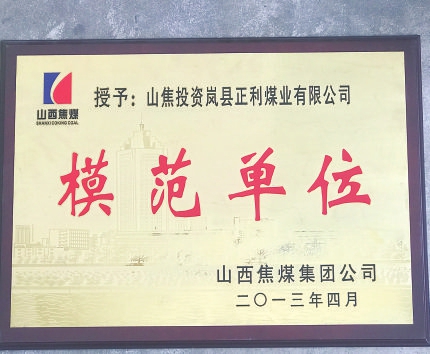 山西焦煤
SHANXI COKING COAL
授予：山焦投资岚县正利煤业有限公司
模范单位
山西焦煤集团公司
二〇一三年四月